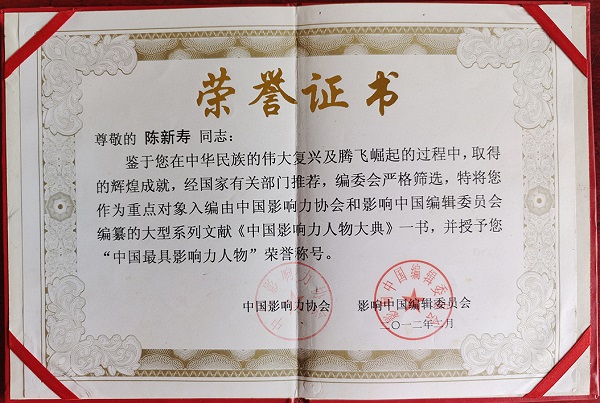 荣誉证书
尊敬的 陈新寿 同志：
鉴于您在中华民族的伟大复兴及腾飞崛起的过程中，取得
的辉煌成就，经国家有关部门推荐，编委会严格筛选，特将您
作为重点对象入编由中国影响力协会和影响中国编辑委员会
编纂的大型系列文献《中国影响力人物大典》一书，并授予您
“中国最具影响力人物”荣誉称号。
中国影响力协会 影响中国编辑委员会
二〇一二年 月